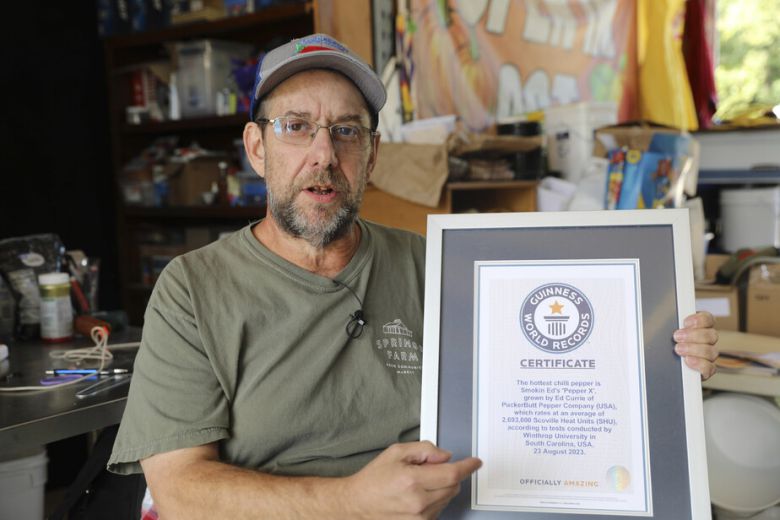 OPEN
SPRINGS
FARM
GUINNESS
WORLD RECORDS
CERTIFICATE
The hottest chilli pepper is
Smokin Ed's 'Pepper X',
grown by Ed Currie of
PuckerButt Pepper Company (USA),
which rates at an average of
2,693,000 Scoville Heat Units (SHU),
according to tests conducted by
Winthrop University in
South Carolina, USA,
23 August 2023.
OFFICIALLY AMAZING